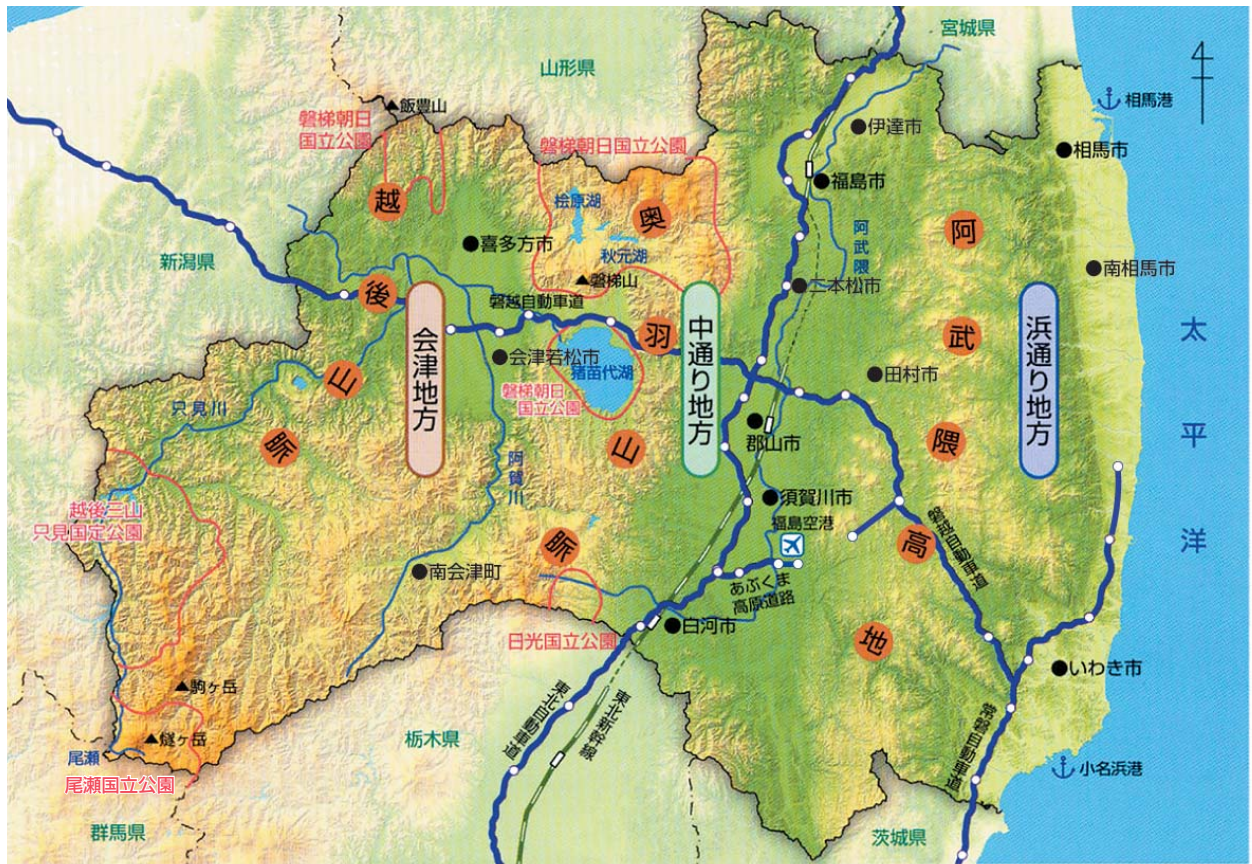 宮城県
山形県
飯豊山
磐梯朝日
国立公園
磐梯朝日国立公園
相馬港
伊達市
相馬市
福島市
越
奥
桧原湖
阿武隈川
阿
喜多方市
秋元湖
新潟県
南相馬市
磐梯山
二本松市
後
磐越自動車道
会津地方
中通り地方
浜通り地方
羽
武
太平洋
会津若松市
猪苗代湖
田村市
山
磐梯朝日
国立公園
只見川
郡山市
脈
山
隈
阿賀川
須賀川市
越後三山
只見国定公園
福島空港
磐越自動車道
脈
高
南会津町
あぶくま
高原道路
白河市
日光国立公園
地
いわき市
駒ヶ岳
東北自動車道
東北新幹線
常磐自動車道
燧ヶ岳
栃木県
尾瀬
小名浜港
尾瀬国立公園
群馬県
茨城県